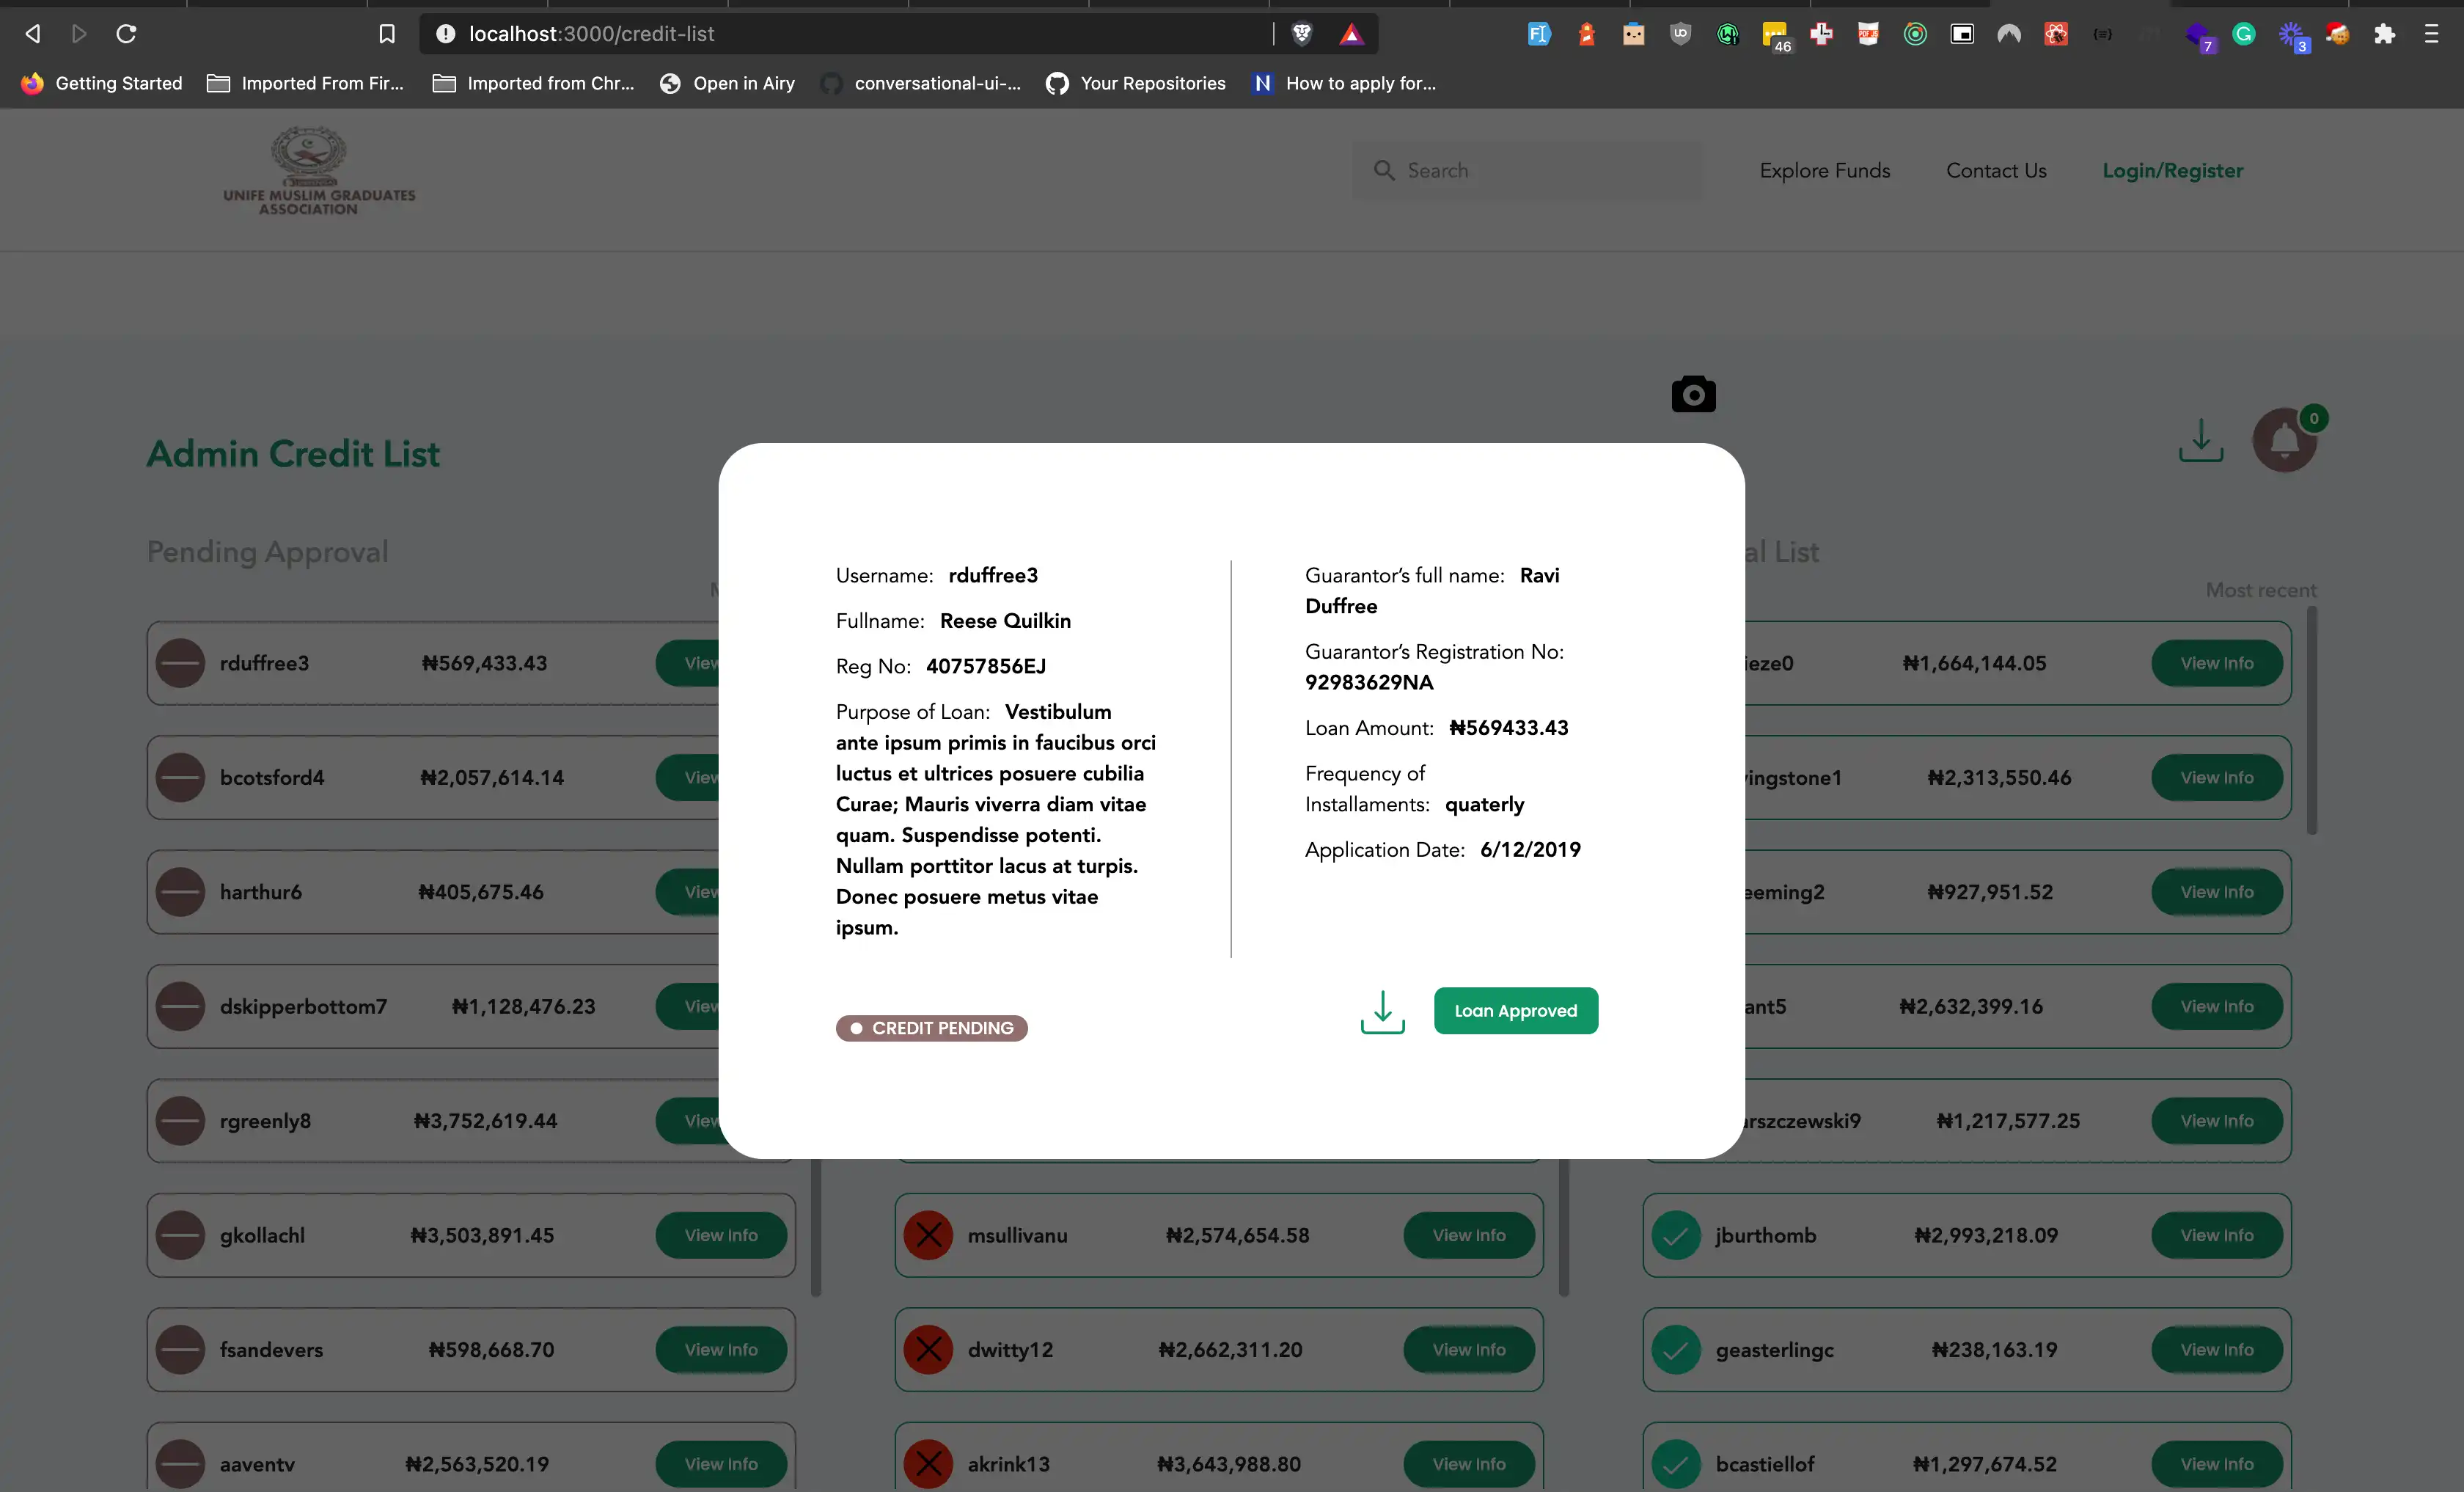 localhost:3000/credit-list
46
7
3
Getting Started
Imported From Fir...
Imported from Chr...
Open in Airy
conversational-ui-...
Your Repositories
How to apply for...
UNIFE MUSLIM GRADUATES
ASSOCIATION
Search
Explore Funds
Contact Us
Login/Register
Admin Credit List
0
Pending Approval
al List
Most recent
rduffree3 ₦569,433.43 View
bcotsford4 ₦2,057,614.14 View
harthur6 ₦405,675.46 View
dskipperbottom7 ₦1,128,476.23 View
rgreenly8 ₦3,752,619.44 View
gkollachl ₦3,503,891.45 View Info
fsandevers ₦598,668.70 View Info
aaventv ₦2,563,520.19 View Info
Username: rduffree3
Fullname: Reese Quilkin
Reg No: 40757856EJ
Purpose of Loan: Vestibulum
ante ipsum primis in faucibus orci
luctus et ultrices posuere cubilia
Curae; Mauris viverra diam vitae
quam. Suspendisse potenti.
Nullam porttitor lacus at turpis.
Donec posuere metus vitae
ipsum.
CREDIT PENDING
Guarantor’s full name: Ravi
Duffree
Guarantor’s Registration No:
92983629NA
Loan Amount: ₦569433.43
Frequency of
Installaments: quaterly
Application Date: 6/12/2019
Loan Approved
msullivanu ₦2,574,654.58 View Info
dwitty12 ₦2,662,311.20 View Info
akrink13 ₦3,643,988.80 View Info
ieze0 ₦1,664,144.05 View Info
vingstone1 ₦2,313,550.46 View Info
eeming2 ₦927,951.52 View Info
ant5 ₦2,632,399.16 View Info
arszczewski9 ₦1,217,577.25 View Info
jburthomb ₦2,993,218.09 View Info
geasterlingc ₦238,163.19 View Info
bcastiellof ₦1,297,674.52 View Info